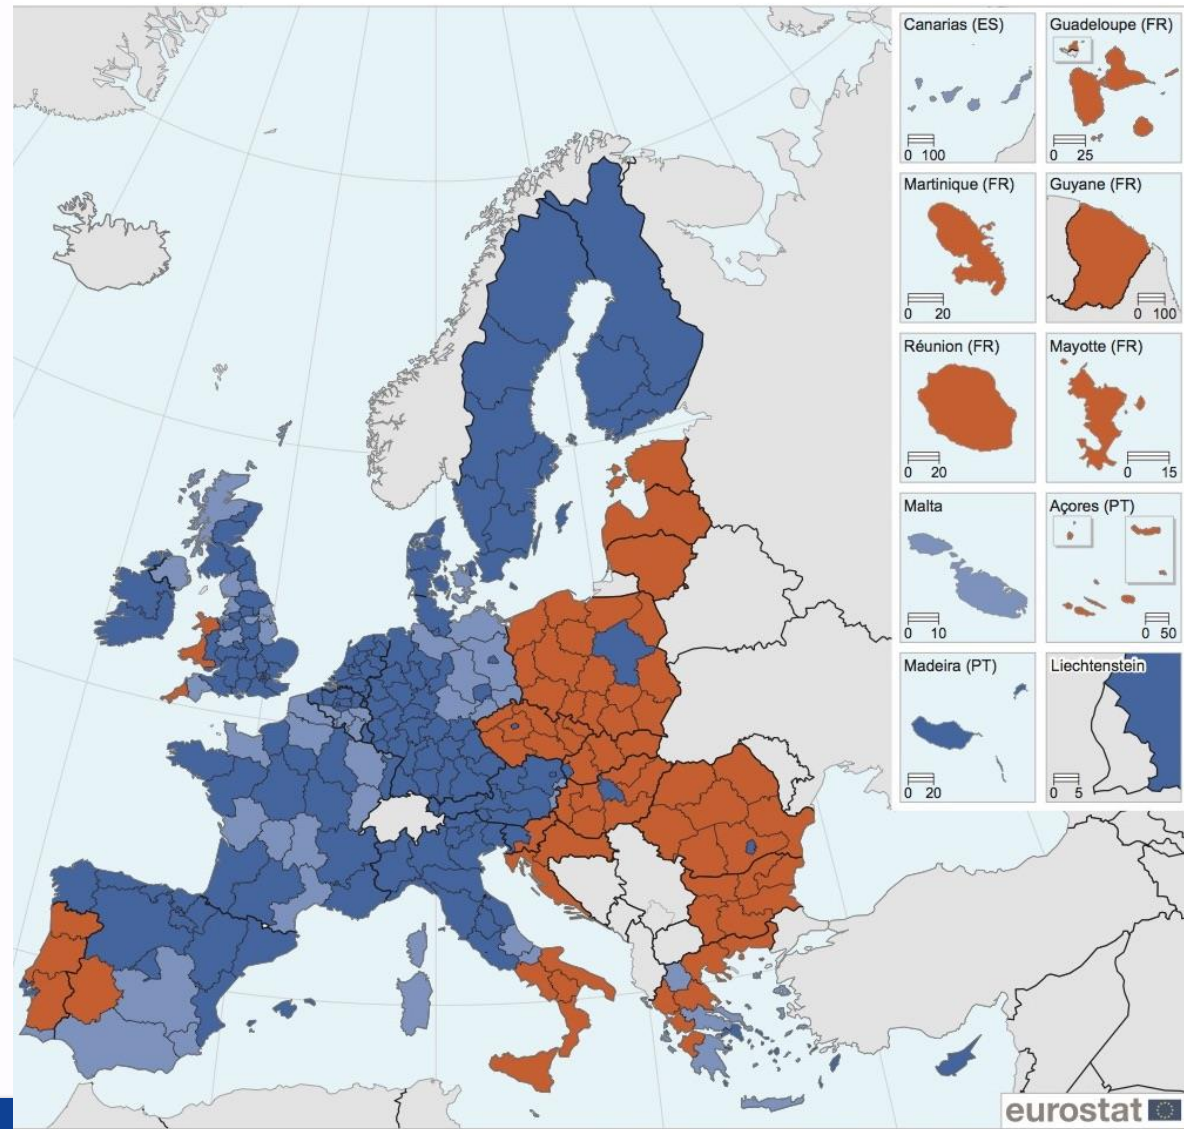 Canarias (ES)
0 100
Guadeloupe (FR)
0 25
Martinique (FR)
0 20
Guyane (FR)
0 100
Réunion (FR)
0 20
Mayotte (FR)
0 15
Malta
0 10
Açores (PT)
0 50
Madeira (PT)
0 20
Liechtenstein
0 5
eurostat